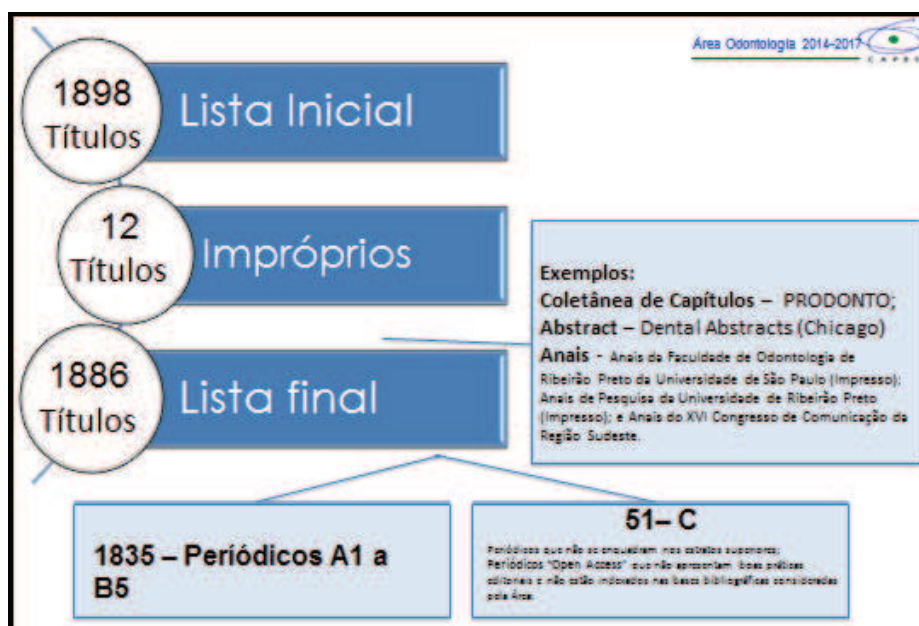 Área Odontologia 2014-2017
CAPES
1898
Títulos
Lista Inicial
12
Títulos
Impróprios
1886
Títulos
Lista final
Exemplos:
Coletânea de Capítulos – PRODONTO;
Abstract – Dental Abstracts (Chicago)
Anais - Anais da Faculdade de Odontologia de
Ribeirão Preto da Universidade de São Paulo (Impresso);
Anais de Pesquisa da Universidade de Ribeirão Preto
(Impresso); e Anais do XVI Congresso de Comunicação da
Região Sudeste.
1835 – Periódicos A1 a
B5
51– C
Periódicos que não se enquadram nos estratos superiores;
Periódicos "Open Access" que não apresentam boas práticas
editoriais e não estão indexados nas bases bibliográficas consideradas
pela Área.